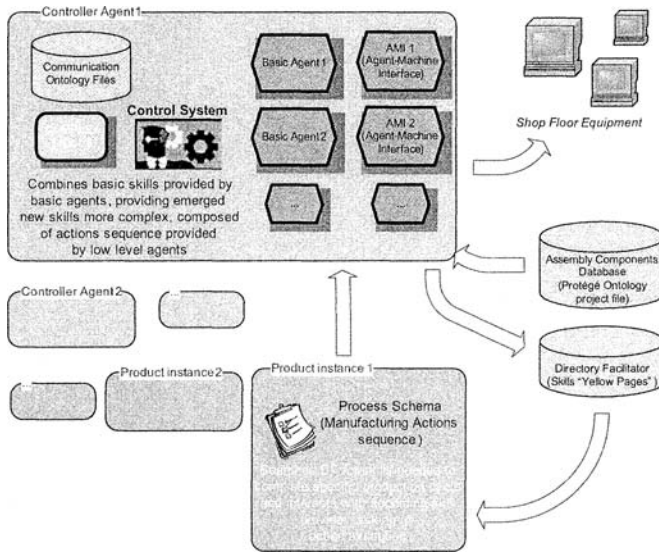 Controller Agent1
Communication
Ontology Files
Control System
Combines basic skills provided by
basic agents, providing emerged
new skills more complex, composed
of actions sequence provided
by low level agents
Basic Agent1
AMI 1
(Agent-Machine
Interface)
Basic Agent2
AMI 2
(Agent-Machine
Interface)
...
...
Shop Floor Equipment
Assembly Components
Database
(Protégé Ontology
project file)
Controller Agent2
...
Directory Facilitator
(Skills "Yellow Pages")
...
Product instance2
Product instance 1
Process Schema
(Manufacturing Actions
sequence)